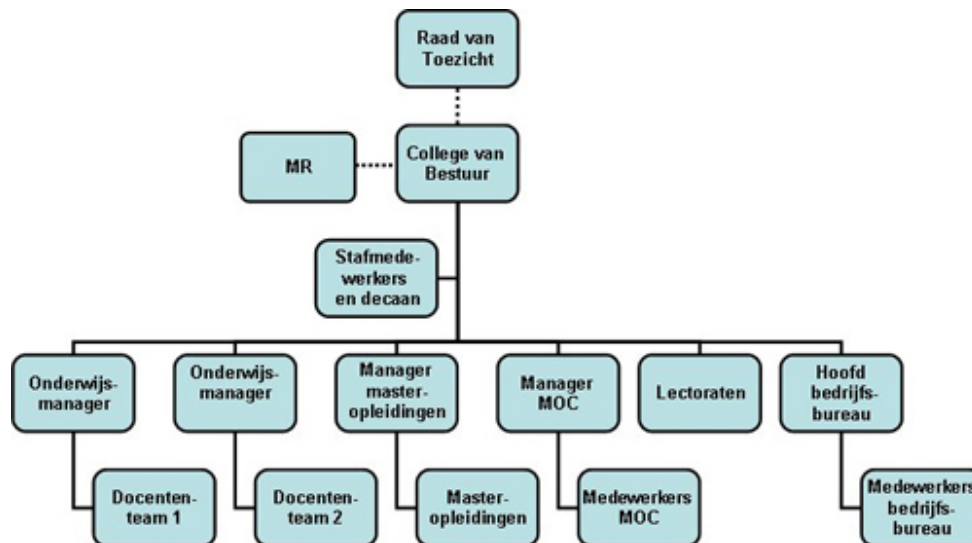 Raad van
Toezicht
MR
College van
Bestuur
Stafmede-
werkers
en decaan
Onderwijs-
manager
Onderwijs-
manager
Manager
master-
opleidingen
Manager
MOC
Lectoraten
Hoofd
bedrijfs-
bureau
Docenten-
team 1
Docenten-
team 2
Master-
opleidingen
Medewerkers
MOC
Medewerkers
bedrijfs-
bureau